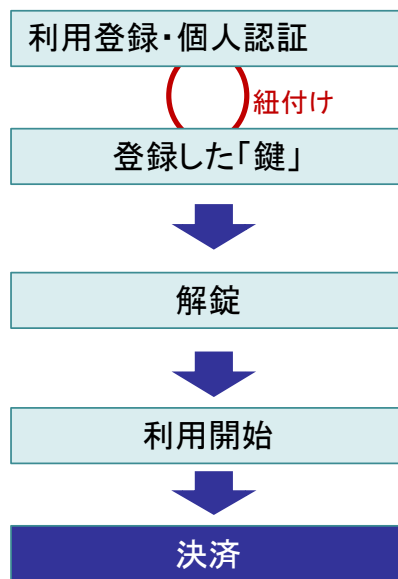 利用登録・個人認証
紐付け
登録した「鍵」
解錠
利用開始
決済